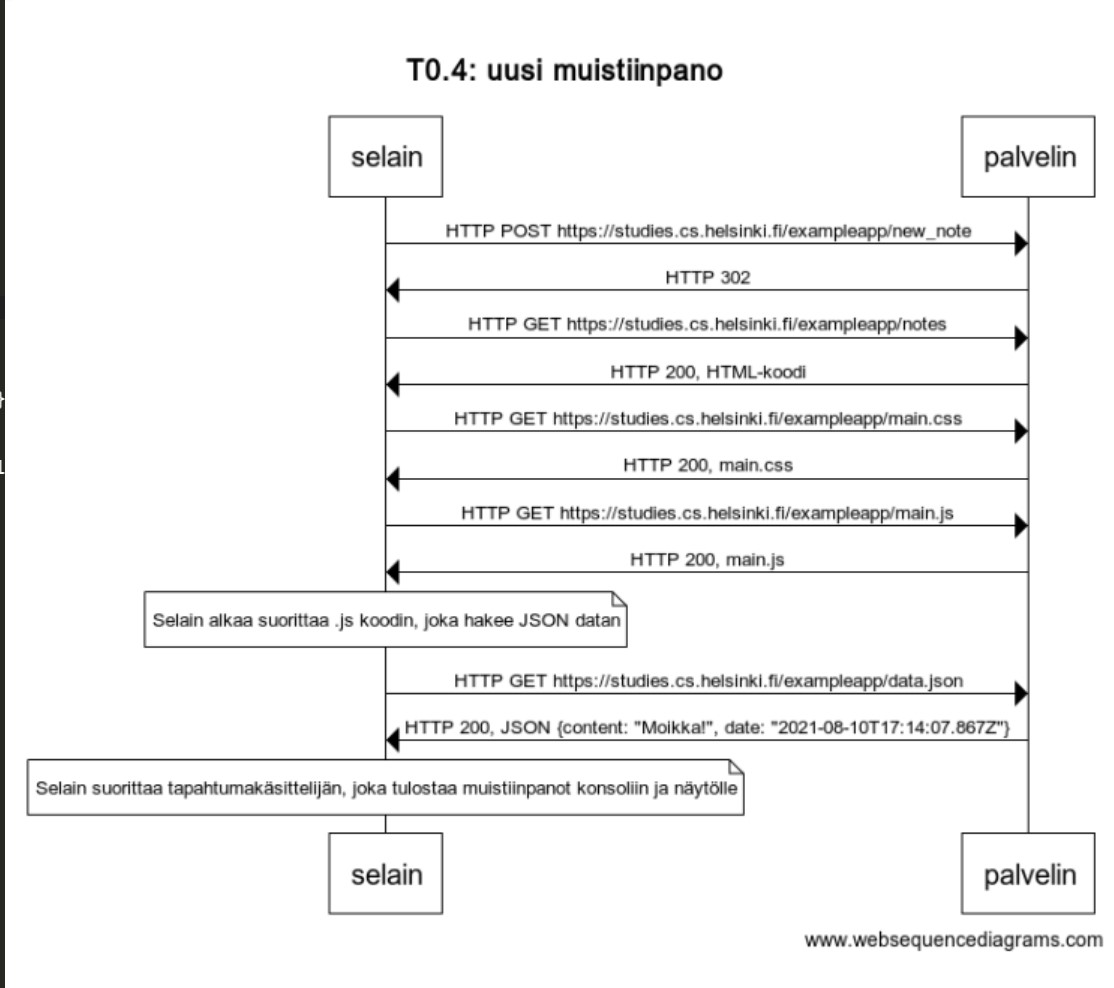 T0.4: uusi muistiinpano
selain
palvelin
HTTP POST https://studies.cs.helsinki.fi/exampleapp/new_note
HTTP 302
HTTP GET https://studies.cs.helsinki.fi/exampleapp/notes
HTTP 200, HTML-koodi
HTTP GET https://studies.cs.helsinki.fi/exampleapp/main.css
HTTP 200, main.css
HTTP GET https://studies.cs.helsinki.fi/exampleapp/main.js
HTTP 200, main.js
Selain alkaa suorittaa .js koodin, joka hakee JSON datan
HTTP GET https://studies.cs.helsinki.fi/exampleapp/data.json
HTTP 200, JSON {content: "Moikka!", date: "2021-08-10T17:14:07.867Z"}
Selain suorittaa tapahtumakäsittelijän, joka tulostaa muistiinpanot konsoliin ja näytölle
selain
palvelin
www.websequencediagrams.com